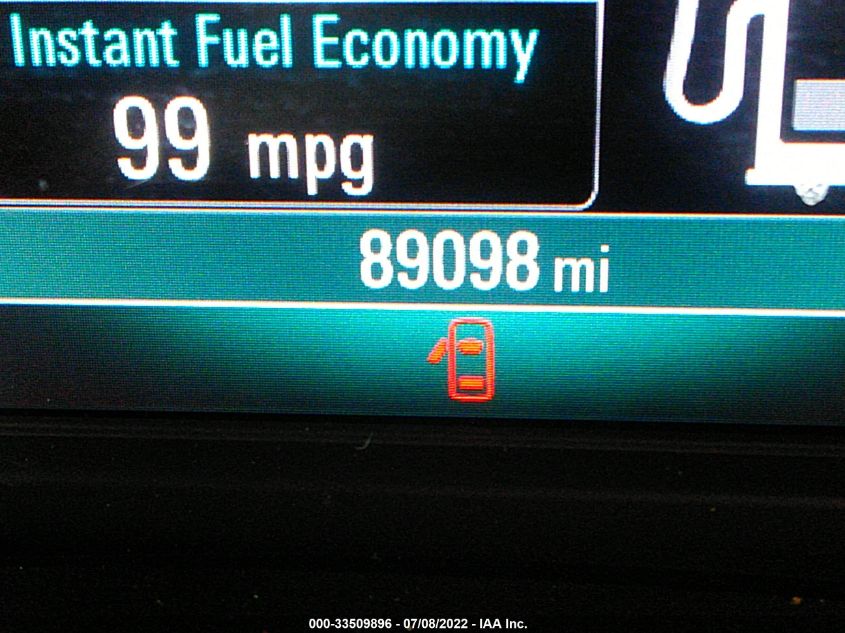 Instant Fuel Economy
99 mpg
89098 mi
000-33509896 - 07/08/2022 - IAA Inc.